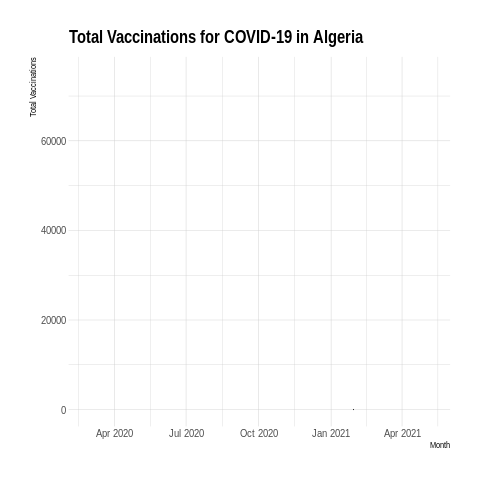 Total Vaccinations for COVID-19 in Algeria
Total Vaccinations
60000
40000
20000
0
Apr 2020 Jul 2020 Oct 2020 Jan 2021 Apr 2021
Month